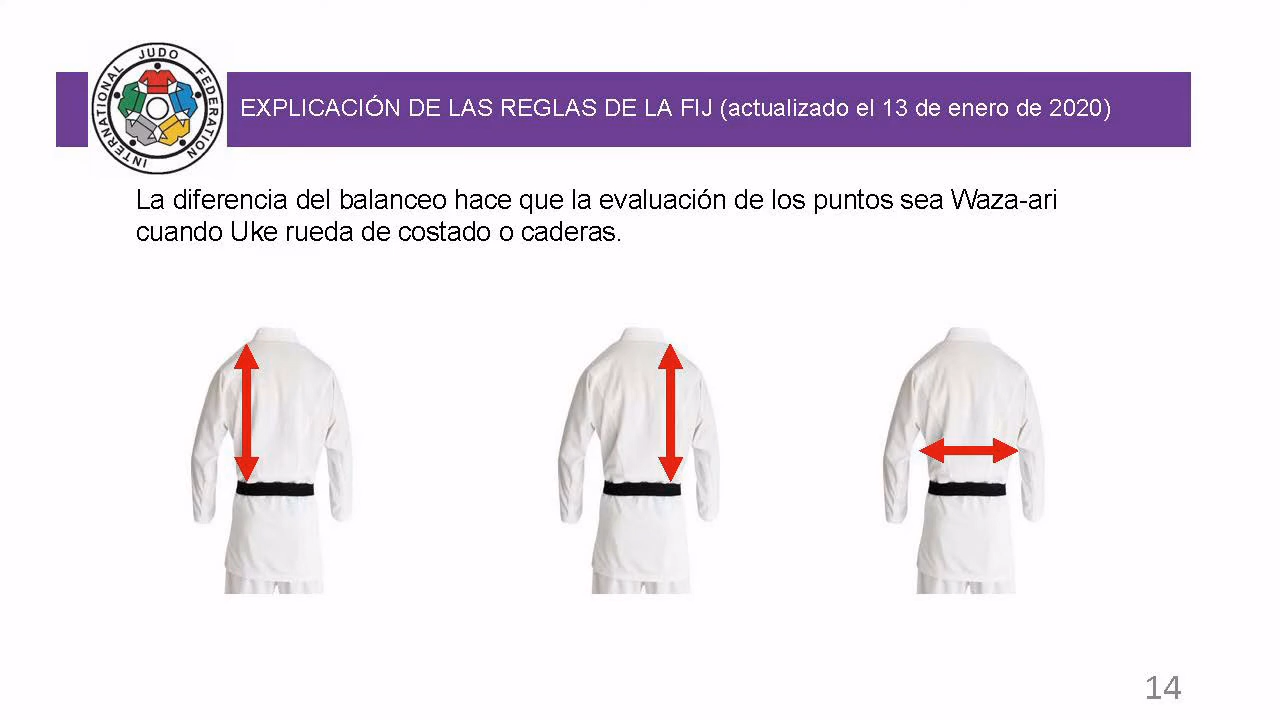 INTERNATIONAL JUDO FEDERATION
EXPLICACIÓN DE LAS REGLAS DE LA FIJ (actualizado el 13 de enero de 2020)
La diferencia del balanceo hace que la evaluación de los puntos sea Waza-ari
cuando Uke rueda de costado o caderas.
14